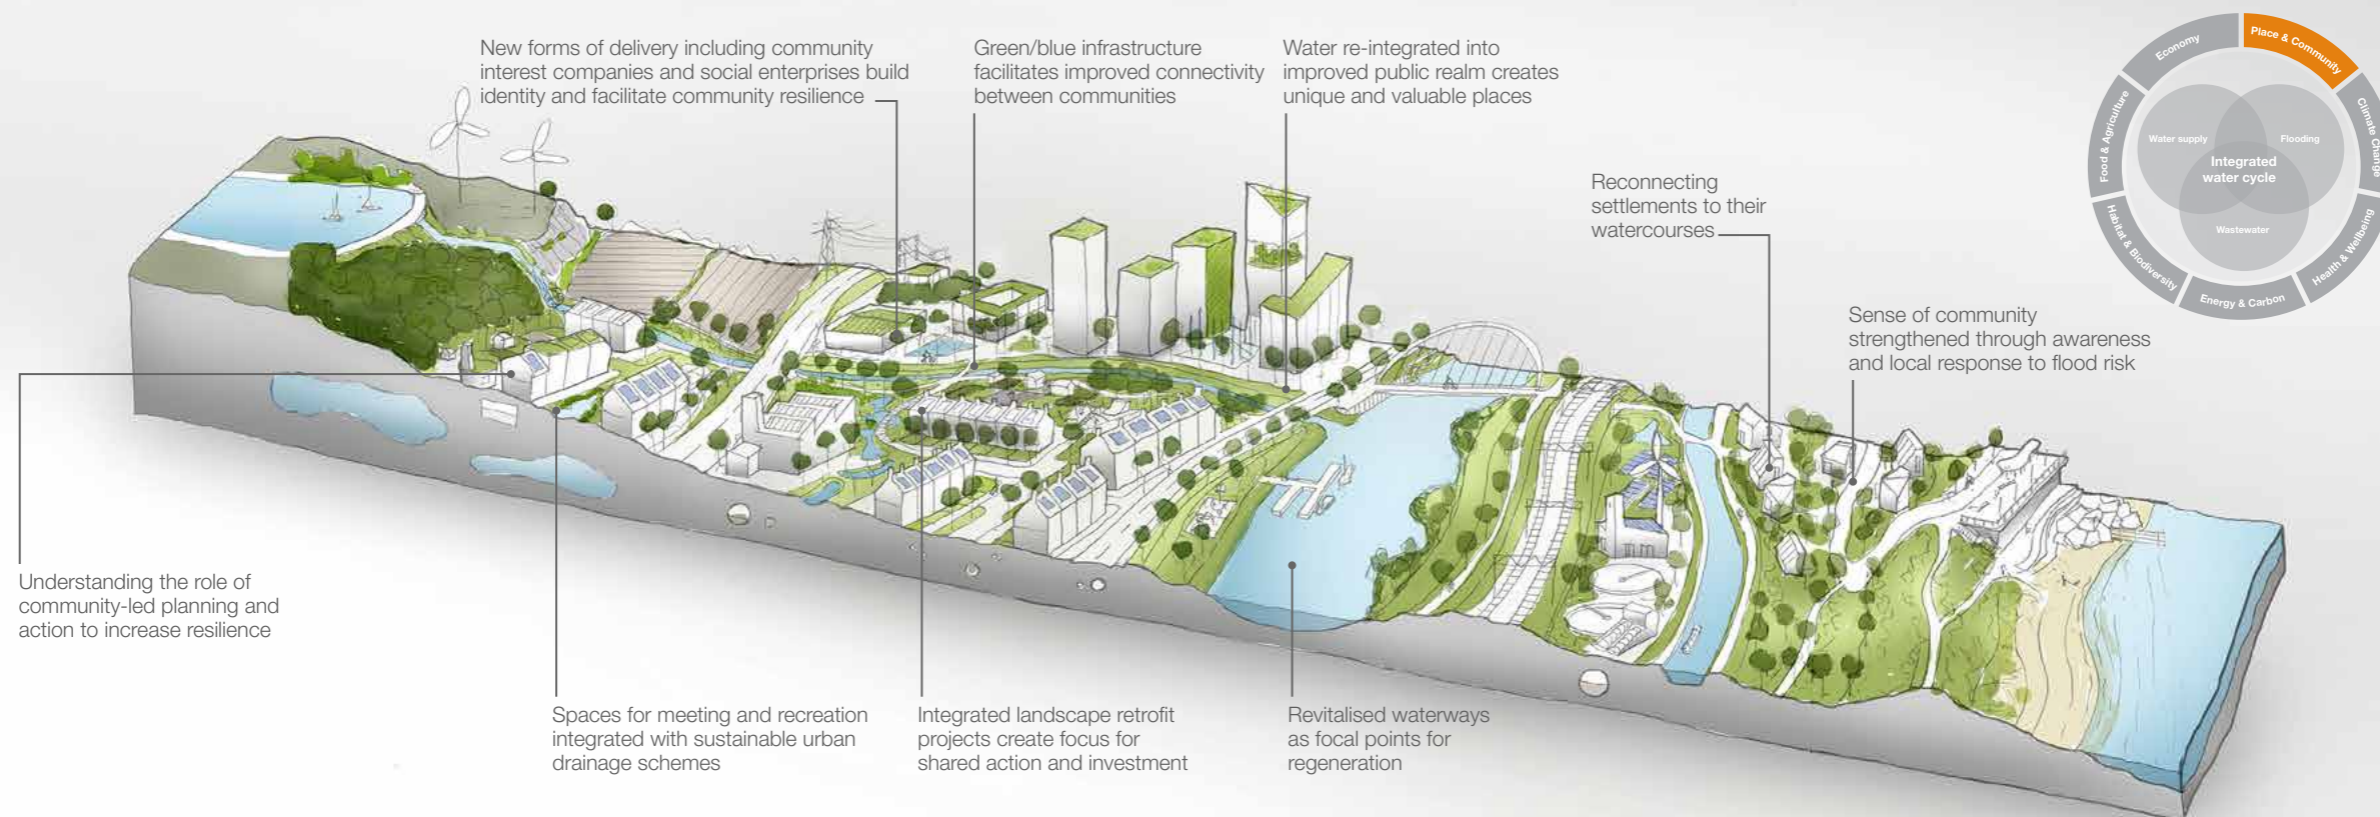 New forms of delivery including community
interest companies and social enterprises build
identity and facilitate community resilience
Green/blue infrastructure
facilitates improved connectivity
between communities
Water re-integrated into
improved public realm creates
unique and valuable places
Reconnecting
settlements to their
watercourses
Sense of community
strengthened through awareness
and local response to flood risk
Understanding the role of
community-led planning and
action to increase resilience
Spaces for meeting and recreation
integrated with sustainable urban
drainage schemes
Integrated landscape retrofit
projects create focus for
shared action and investment
Revitalised waterways
as focal points for
regeneration
Economy
Place & Community
Climate Change
Health & Wellbeing
Energy & Carbon
Habitat & Biodiversity
Food & Agriculture
Water supply
Flooding
Integrated
water cycle
Wastewater